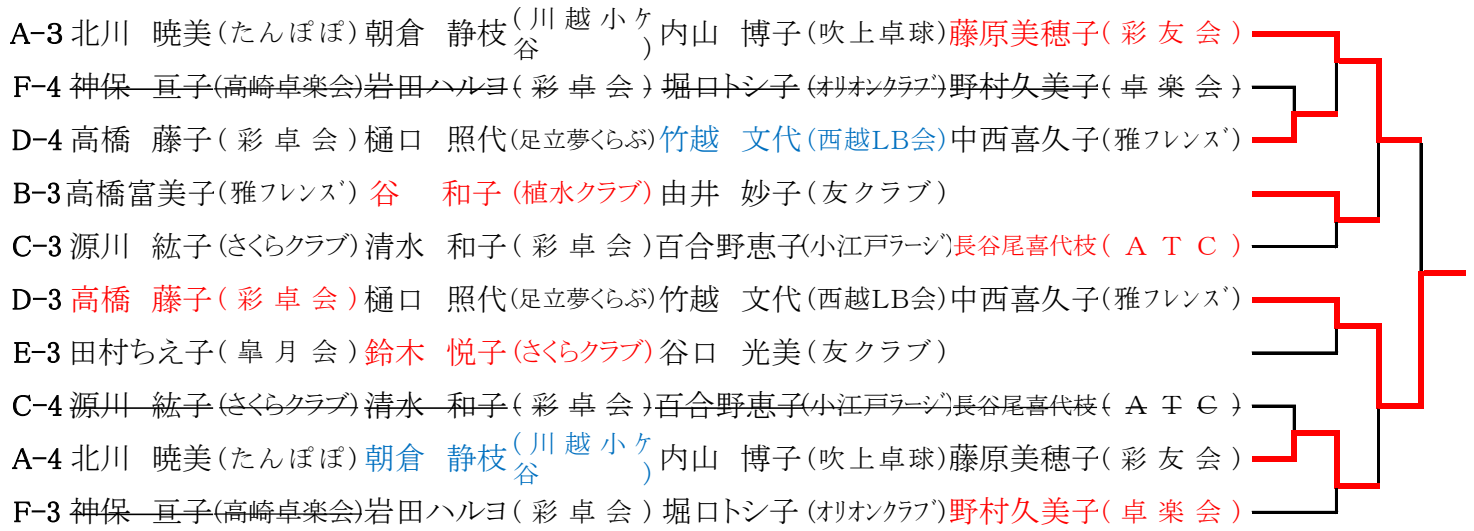 A-3 北川 暁美(たんぽぽ) 朝倉 静枝(川越小ケ谷) 内山 博子(吹上卓球) 藤原美穂子(彩友会)
F-4 神保 亘子(高崎卓楽会) 岩田ハルヨ(彩卓会) 堀口トシ子(オリオンクラブ) 野村久美子(卓楽会)
D-4 高橋 藤子(彩卓会) 樋口 照代(足立夢くらぶ) 竹越 文代(西越LB会) 中西喜久子(雅フレンズ)
B-3 高橋富美子(雅フレンズ) 谷 和子(植水クラブ) 由井 妙子(友クラブ)
C-3 源川 紘子(さくらクラブ) 清水 和子(彩卓会) 百合野恵子(小江戸ラージ) 長谷尾喜代枝(ATC)
D-3 高橋 藤子(彩卓会) 樋口 照代(足立夢くらぶ) 竹越 文代(西越LB会) 中西喜久子(雅フレンズ)
E-3 田村ちえ子(皐月会) 鈴木 悦子(さくらクラブ) 谷口 光美(友クラブ)
C-4 源川 紘子(さくらクラブ) 清水 和子(彩卓会) 百合野恵子(小江戸ラージ) 長谷尾喜代枝(ATC)
A-4 北川 暁美(たんぽぽ) 朝倉 静枝(川越小ケ谷) 内山 博子(吹上卓球) 藤原美穂子(彩友会)
F-3 神保 亘子(高崎卓楽会) 岩田ハルヨ(彩卓会) 堀口トシ子(オリオンクラブ) 野村久美子(卓楽会)